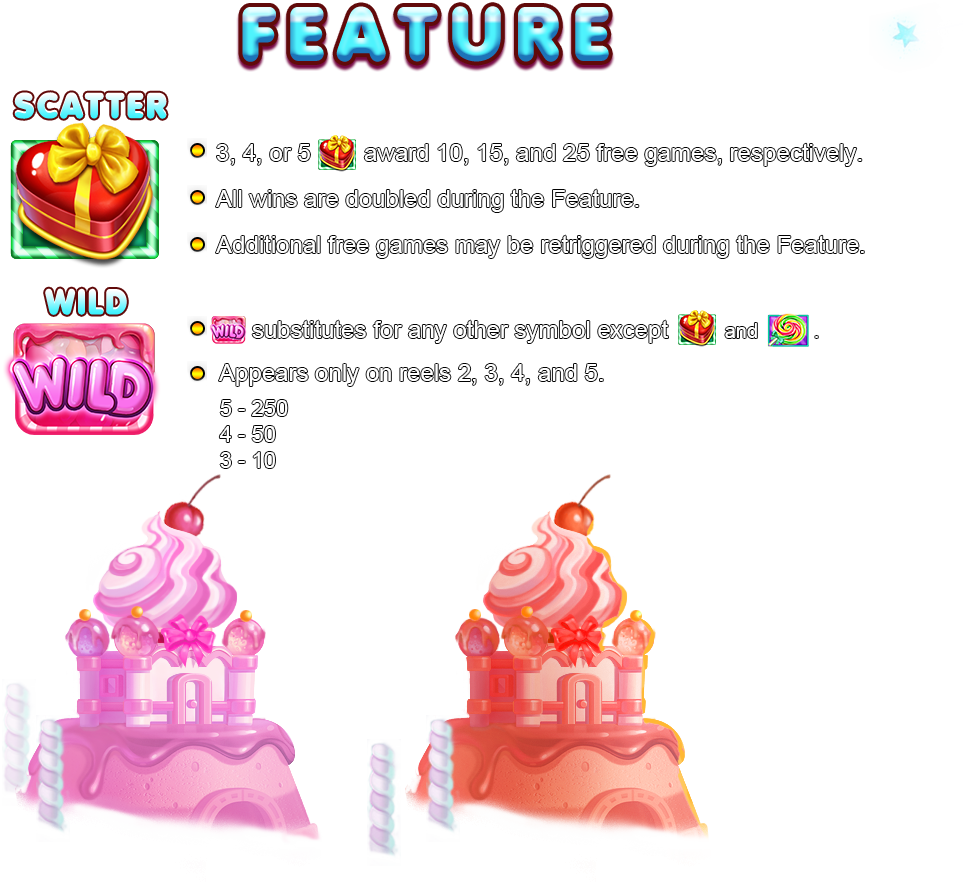 FEATURE
SCATTER
3, 4, or 5 award 10, 15, and 25 free games, respectively.
All wins are doubled during the Feature.
Additional free games may be retriggered during the Feature.
WILD
WILD substitutes for any other symbol except and .
WILD
Appears only on reels 2, 3, 4, and 5.
5 - 250
4 - 50
3 - 10